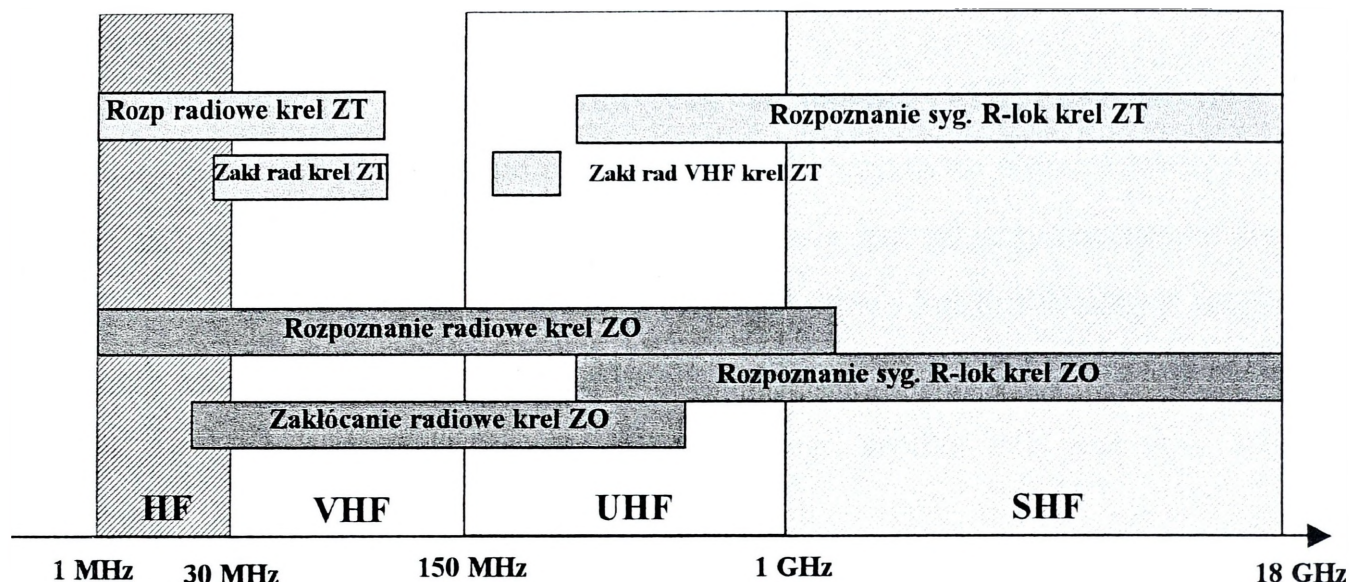 Rozp radiowe krel ZT
Rozpoznanie syg. R-lok krel ZT
Zakł rad krel ZT
Zakł rad VHF krel ZT
Rozpoznanie radiowe krel ZO
Rozpoznanie syg. R-lok krel ZO
Zakłócanie radiowe krel ZO
HF
VHF
UHF
SHF
1 MHz
30 MHz
150 MHz
1 GHz
18 GHz